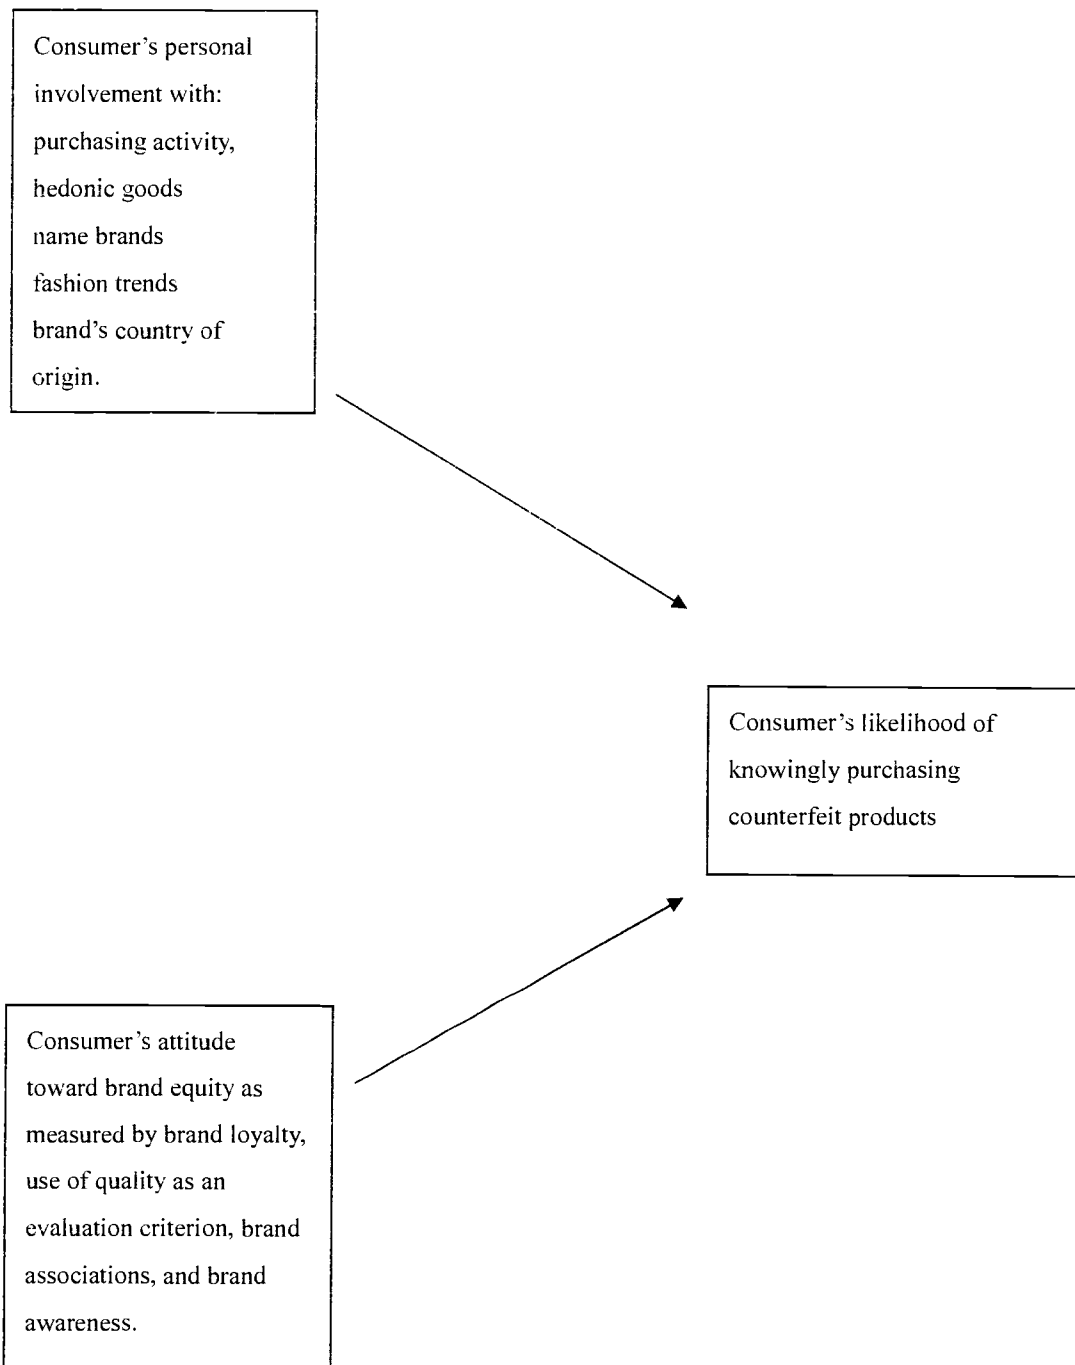 Consumer’s personal
involvement with:
purchasing activity,
hedonic goods
name brands
fashion trends
brand’s country of
origin.
Consumer’s likelihood of
knowingly purchasing
counterfeit products
Consumer’s attitude
toward brand equity as
measured by brand loyalty,
use of quality as an
evaluation criterion, brand
associations, and brand
awareness.